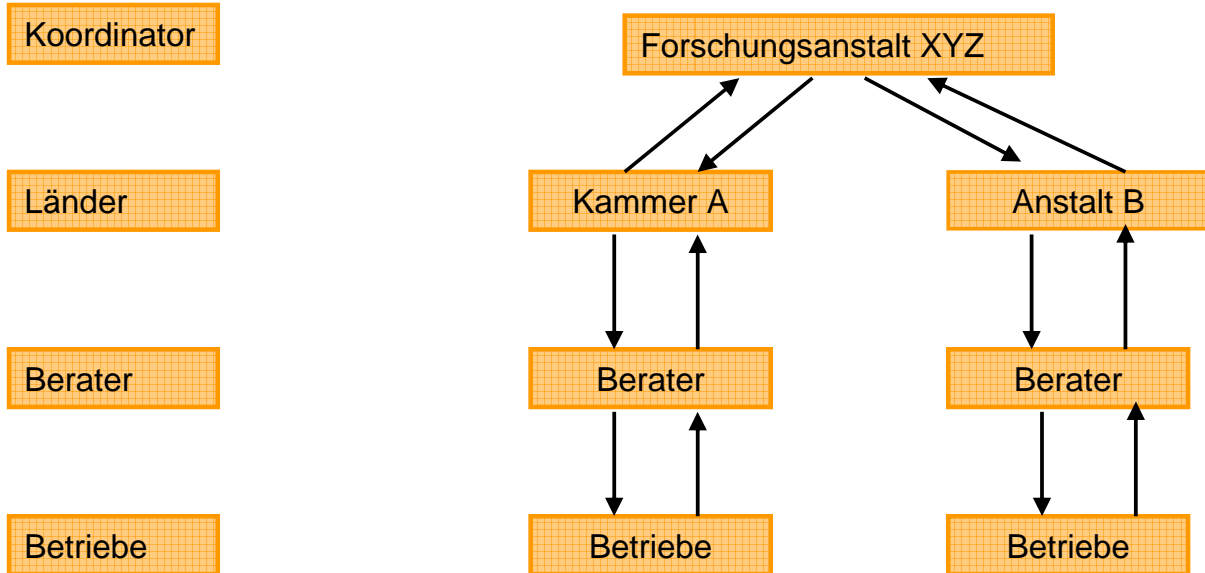 Koordinator
Forschungsanstalt XYZ
Länder
Kammer A
Anstalt B
Berater
Berater
Berater
Betriebe
Betriebe
Betriebe